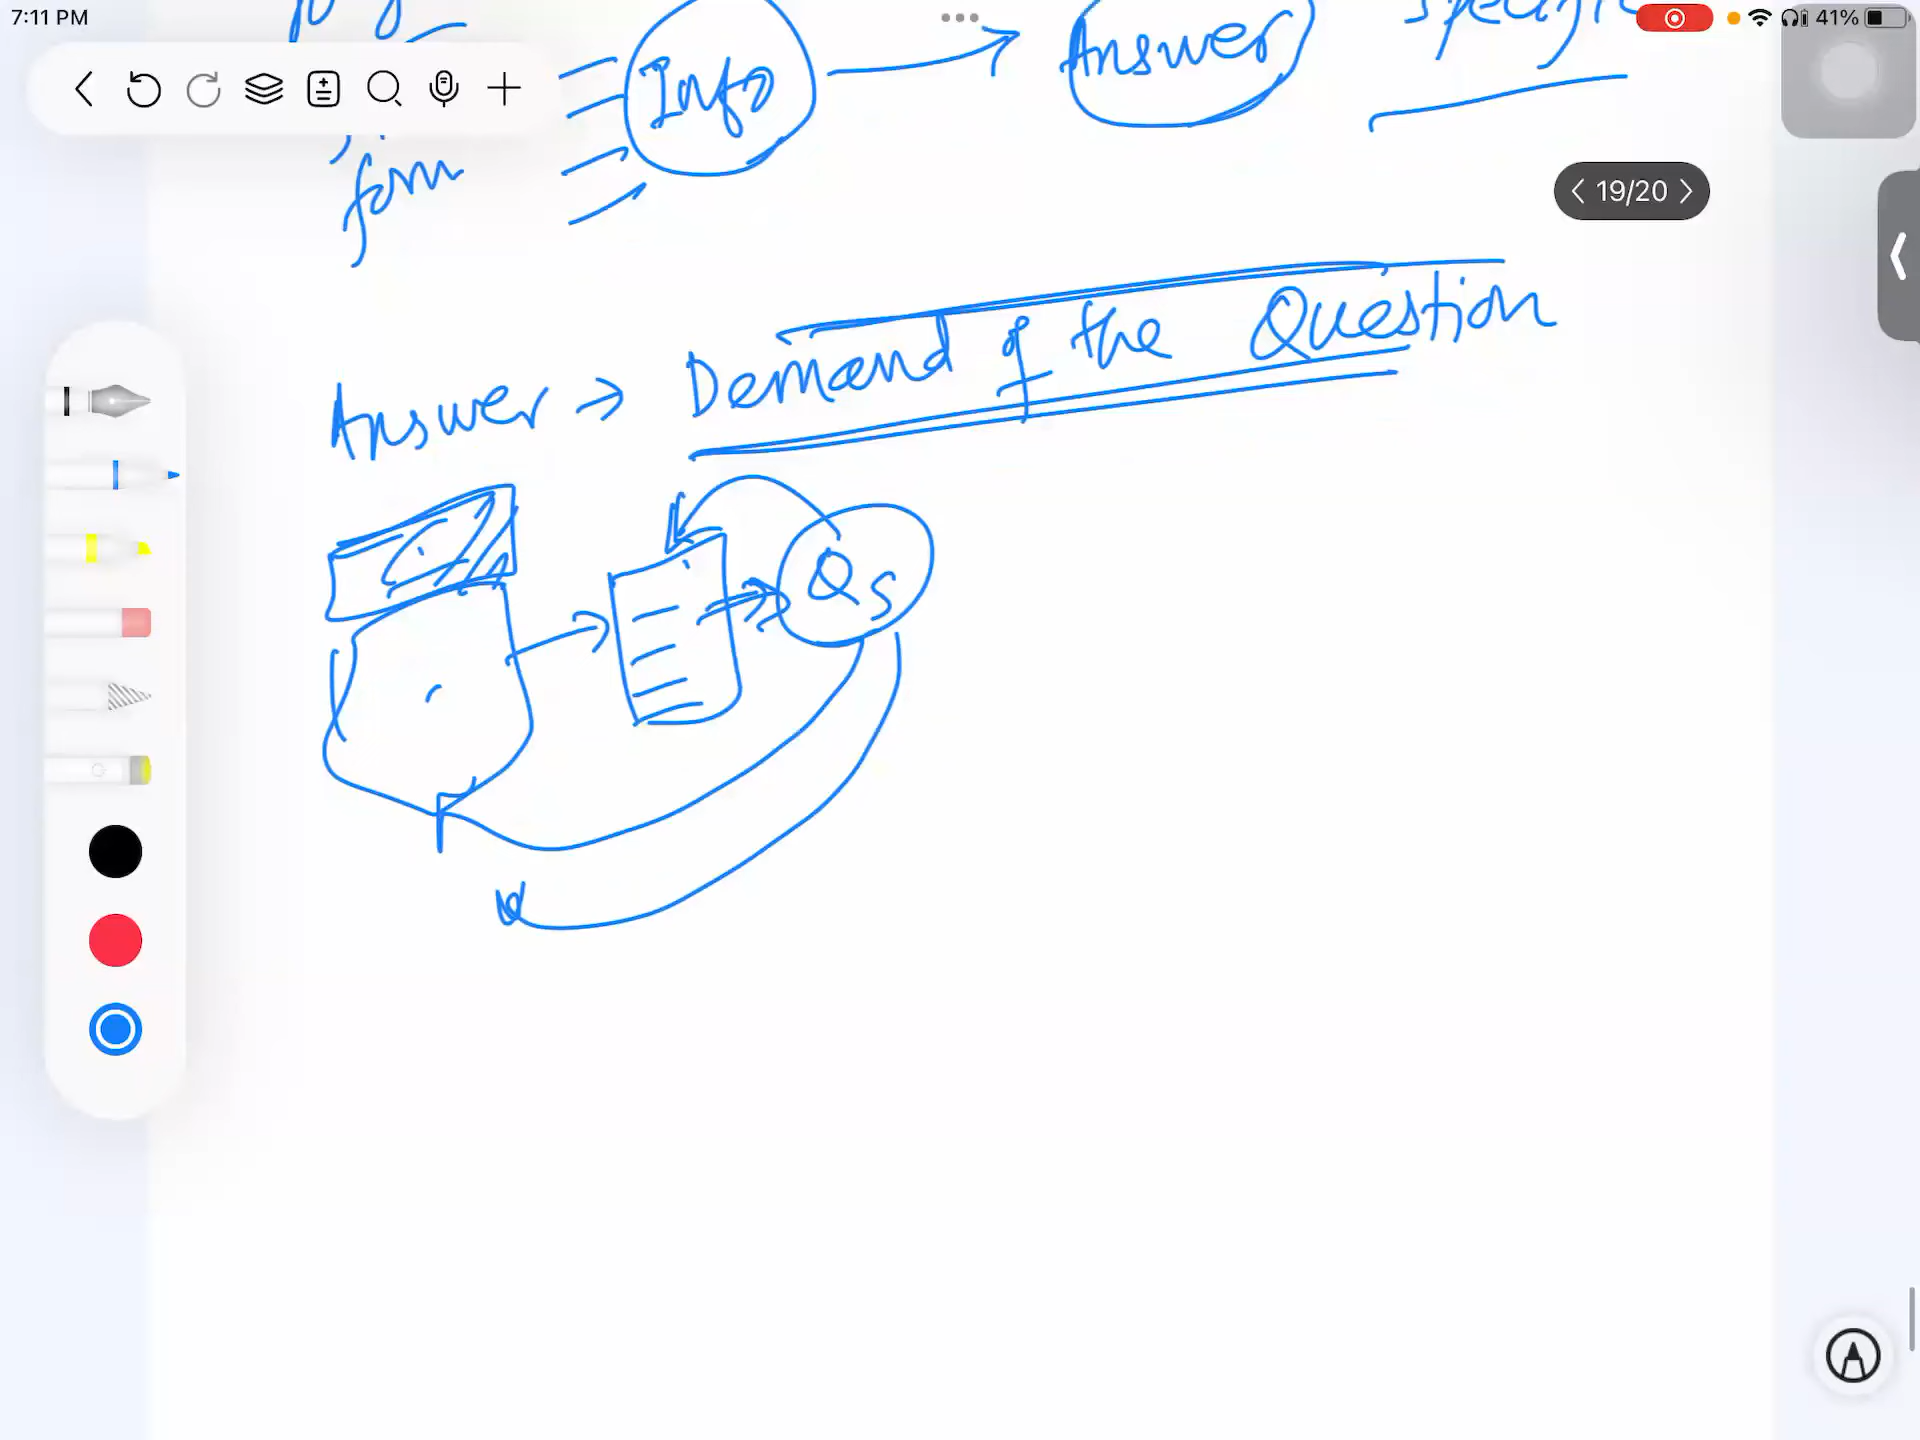 7:11 PM
41%
Info → Answer
form
19/20
Answer → Demand of the Question
Qs